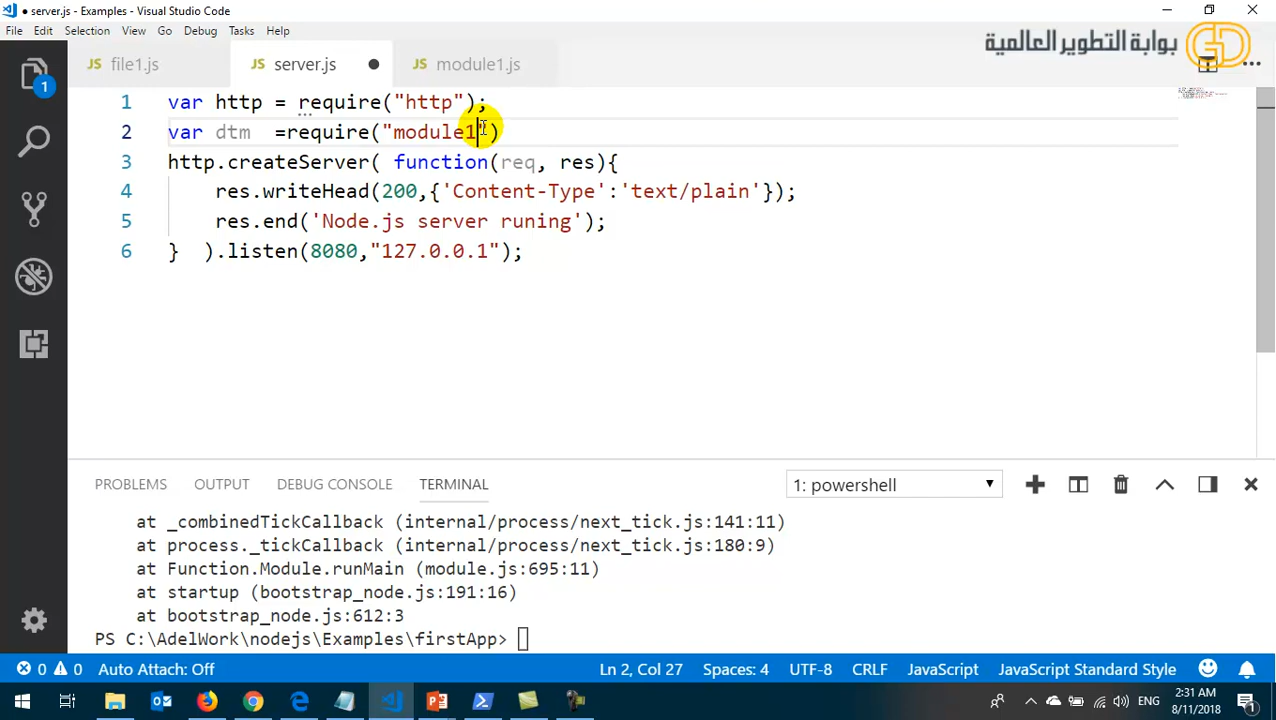 ● server.js - Examples - Visual Studio Code
File Edit Selection View Go Debug Tasks Help
بوابة التطوير العالمية GD
1
JS file1.js JS server.js ● JS module1.js
1 var http = require("http");
2 var dtm  =require("module1")
3 http.createServer( function(req, res){
4     res.writeHead(200,{'Content-Type':'text/plain'});
5     res.end('Node.js server runing');
6 }  ).listen(8080,"127.0.0.1");
PROBLEMS OUTPUT DEBUG CONSOLE TERMINAL 1: powershell
at _combinedTickCallback (internal/process/next_tick.js:141:11)
at process._tickCallback (internal/process/next_tick.js:180:9)
at Function.Module.runMain (module.js:695:11)
at startup (bootstrap_node.js:191:16)
at bootstrap_node.js:612:3
PS C:\AdelWork\nodejs\Examples\firstApp>
0 0 Auto Attach: Off Ln 2, Col 27 Spaces: 4 UTF-8 CRLF JavaScript JavaScript Standard Style
ENG 2:31 AM
8/11/2018 1